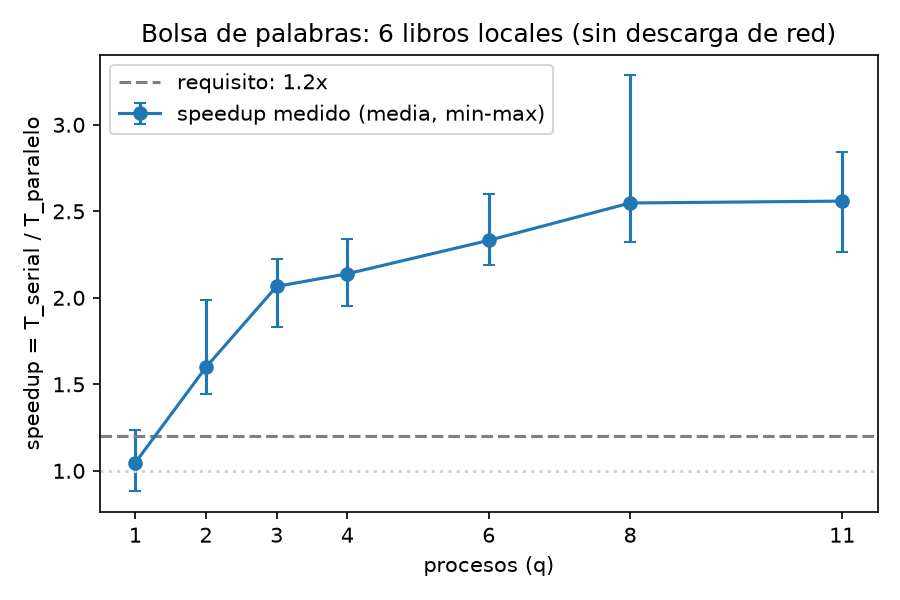 Bolsa de palabras: 6 libros locales (sin descarga de red)
requisito: 1.2x
speedup medido (media, min-max)
speedup = T_serial / T_paralelo
3.0
2.5
2.0
1.5
1.0
1 2 3 4 6 8 11
procesos (q)